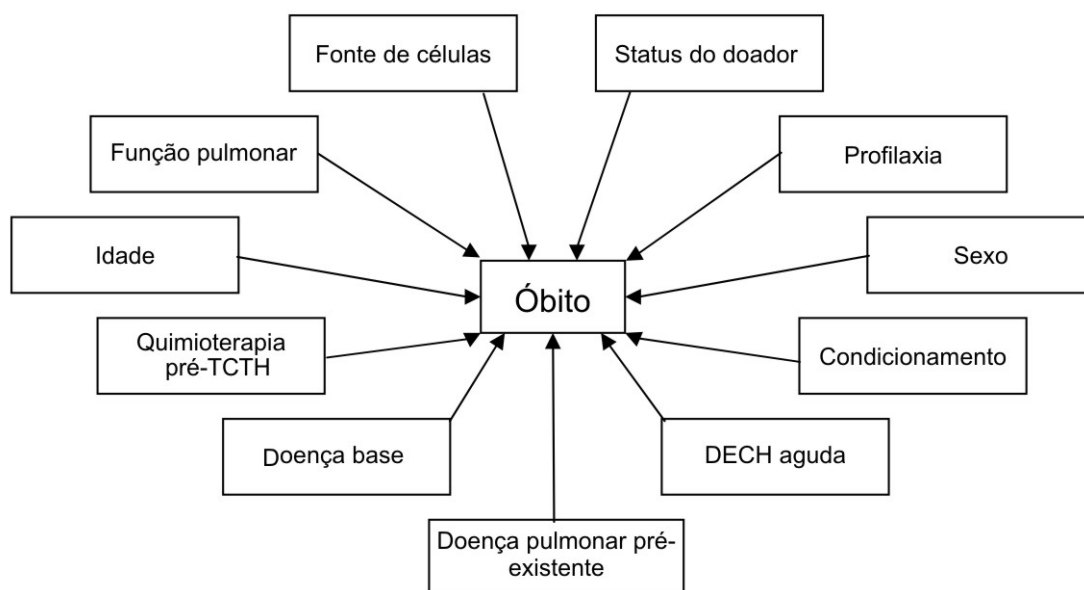 Fonte de células
Status do doador
Função pulmonar
Profilaxia
Idade
Sexo
Óbito
Quimioterapia
pré-TCTH
Condicionamento
Doença base
DECH aguda
Doença pulmonar pré-
existente